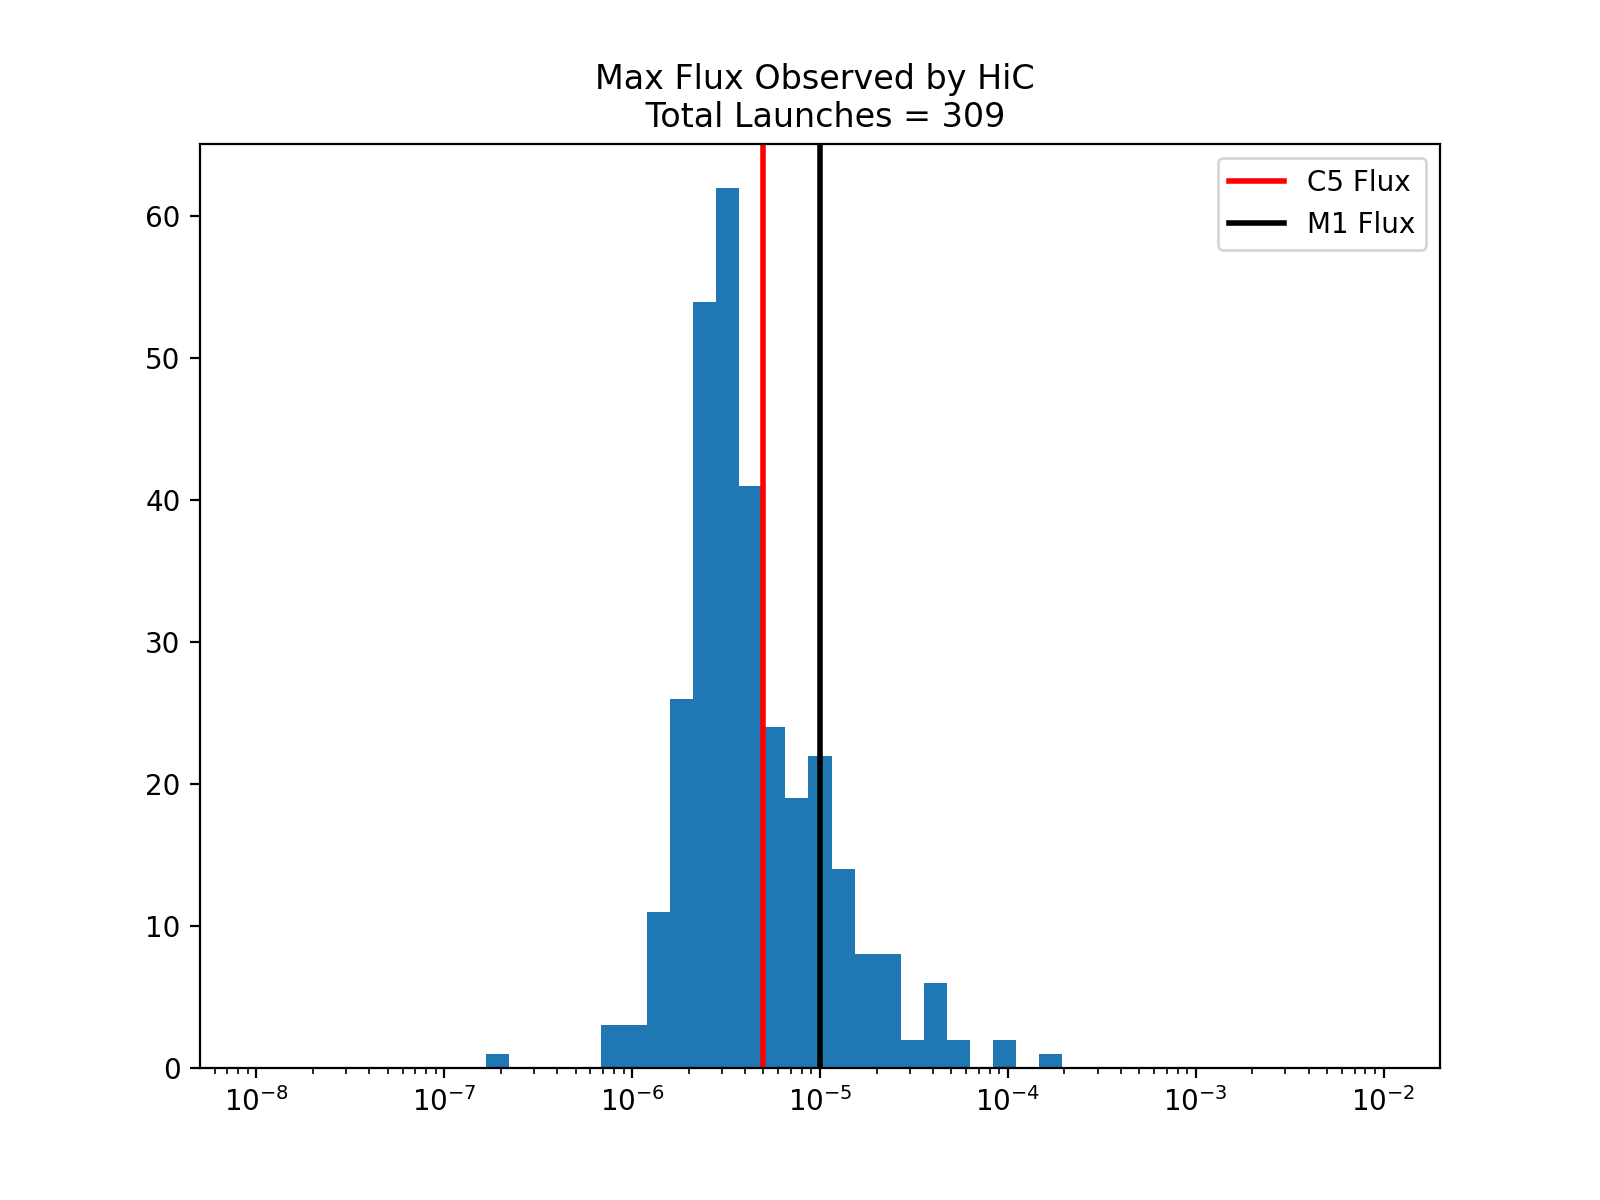 Max Flux Observed by HiC
Total Launches = 309
C5 Flux
M1 Flux
60
50
40
30
20
10
0
10⁻⁸ 10⁻⁷ 10⁻⁶ 10⁻⁵ 10⁻⁴ 10⁻³ 10⁻²